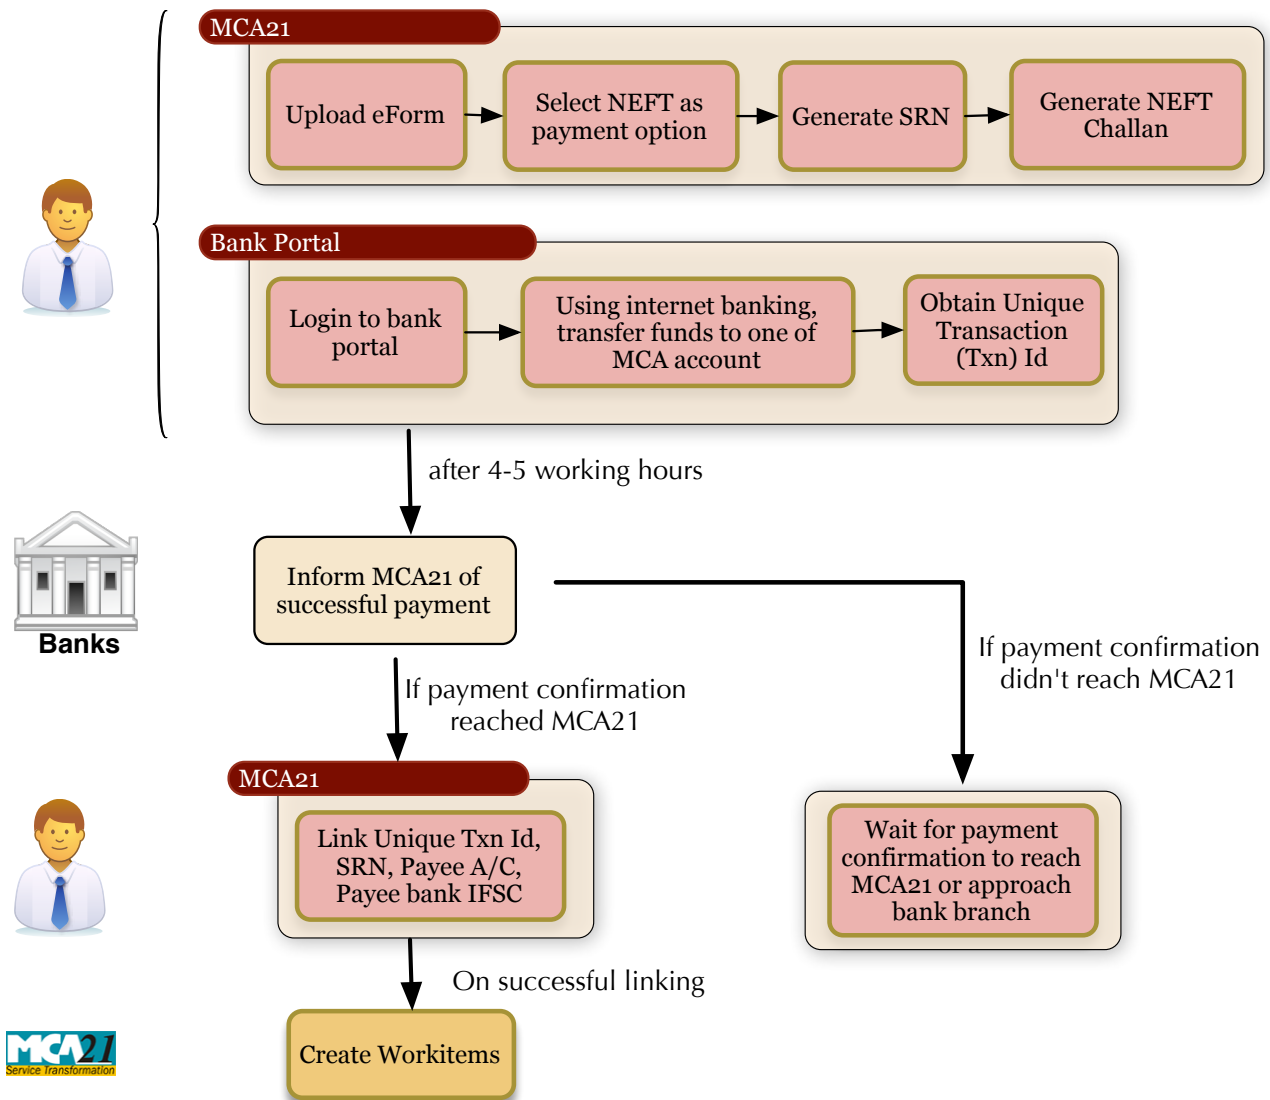 MCA21
Upload eForm
Select NEFT as
payment option
Generate SRN
Generate NEFT
Challan
Bank Portal
Login to bank
portal
Using internet banking,
transfer funds to one of
MCA account
Obtain Unique
Transaction
(Txn) Id
after 4-5 working hours
Banks
Inform MCA21 of
successful payment
If payment confirmation
didn't reach MCA21
If payment confirmation
reached MCA21
MCA21
Link Unique Txn Id,
SRN, Payee A/C,
Payee bank IFSC
Wait for payment
confirmation to reach
MCA21 or approach
bank branch
On successful linking
MCA21
Service Transformation
Create Workitems